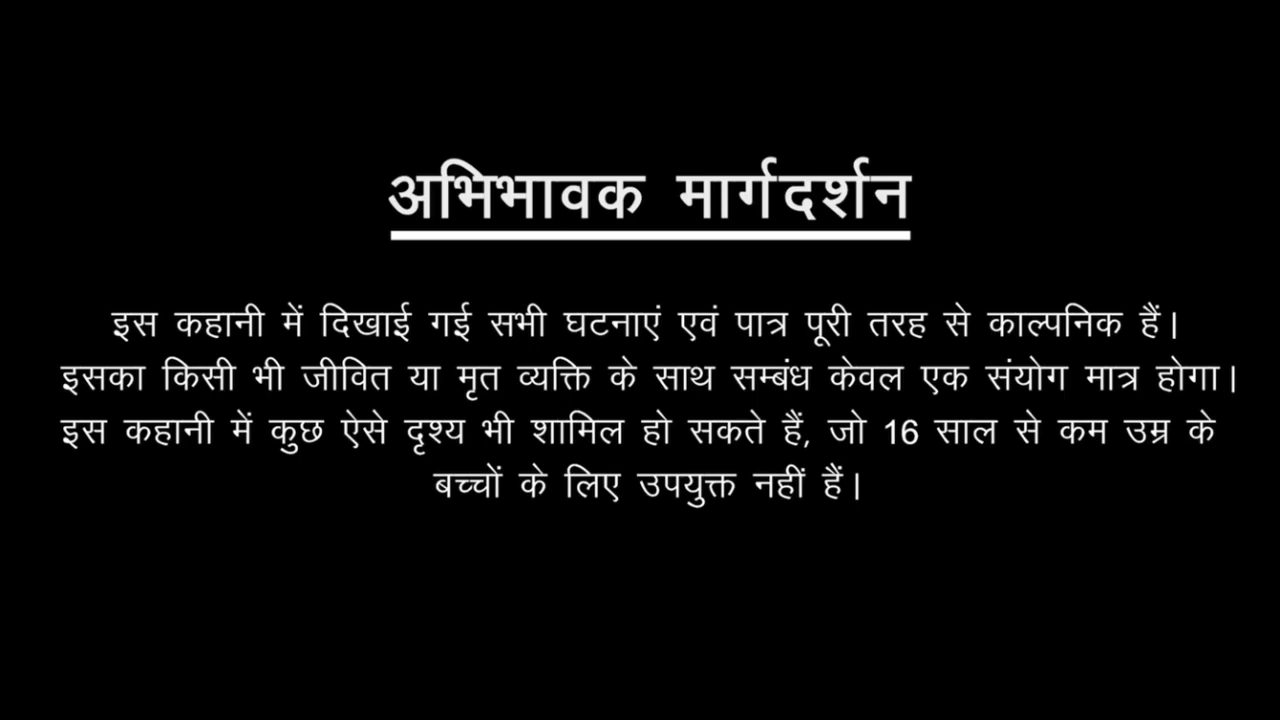 अभिभावक मार्गदर्शन
इस कहानी में दिखाई गई सभी घटनाएं एवं पात्र पूरी तरह से काल्पनिक हैं।
इसका किसी भी जीवित या मृत व्यक्ति के साथ सम्बंध केवल एक संयोग मात्र होगा।
इस कहानी में कुछ ऐसे दृश्य भी शामिल हो सकते हैं, जो 16 साल से कम उम्र के
बच्चों के लिए उपयुक्त नहीं हैं।